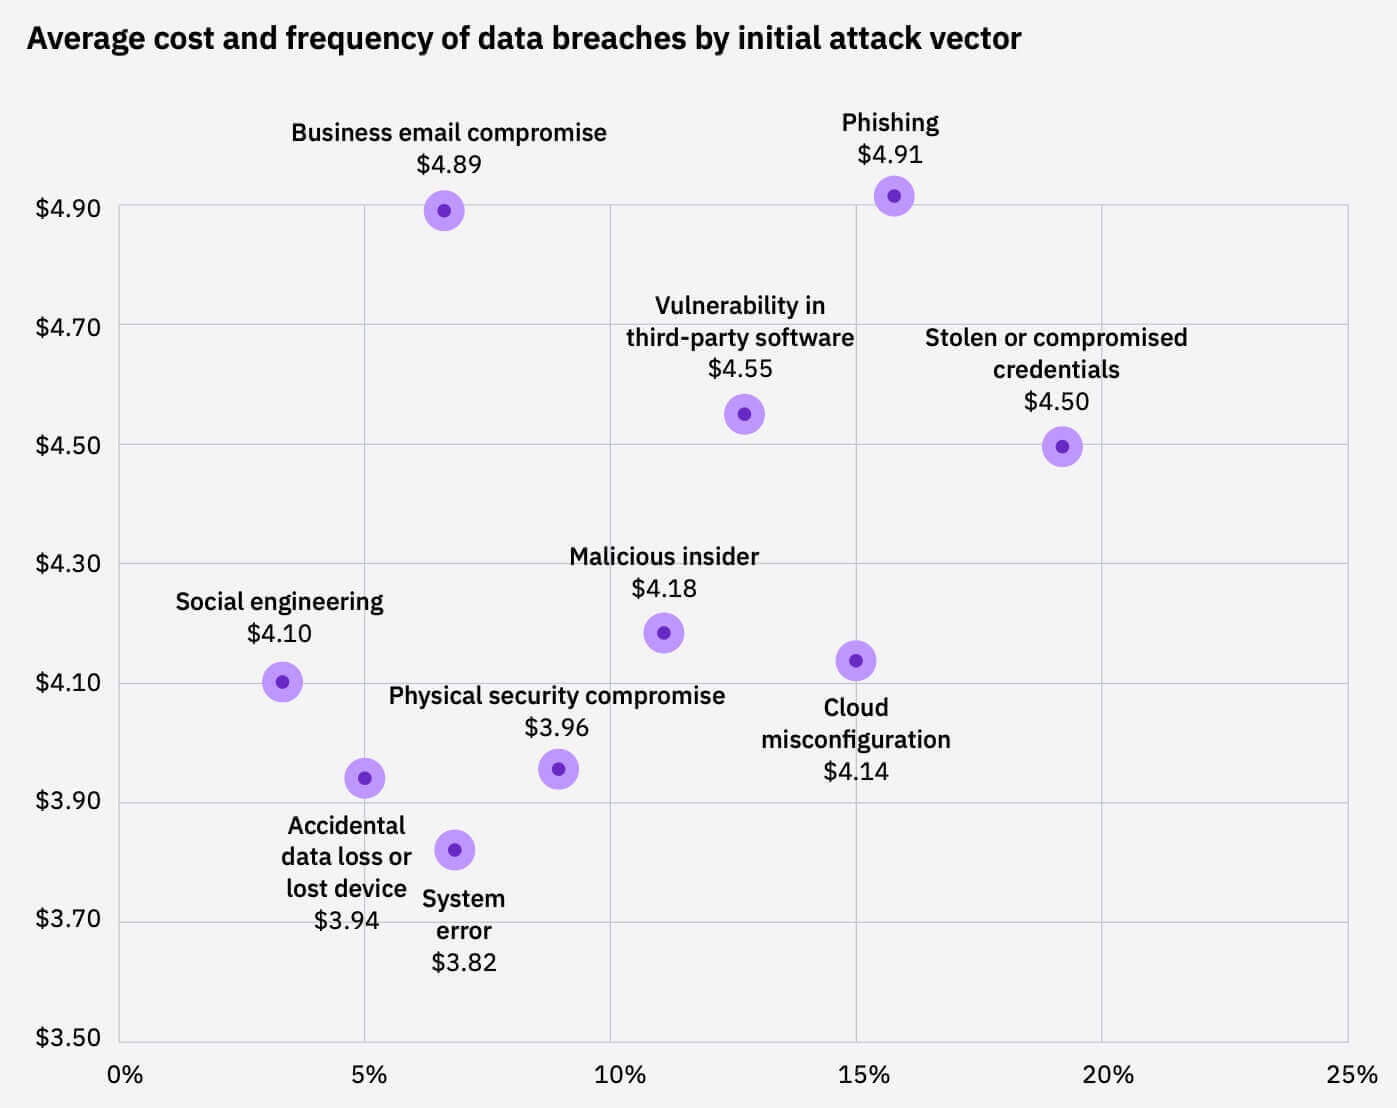 Average cost and frequency of data breaches by initial attack vector
Business email compromise
$4.89
Phishing
$4.91
$4.90
Vulnerability in
third-party software
$4.55
$4.70
Stolen or compromised
credentials
$4.50
$4.50
Malicious insider
$4.18
$4.30
Social engineering
$4.10
$4.10
Physical security compromise
$3.96
Cloud
misconfiguration
$4.14
$3.90
Accidental
data loss or
lost device
$3.94
System
error
$3.82
$3.70
$3.50
0%
5%
10%
15%
20%
25%